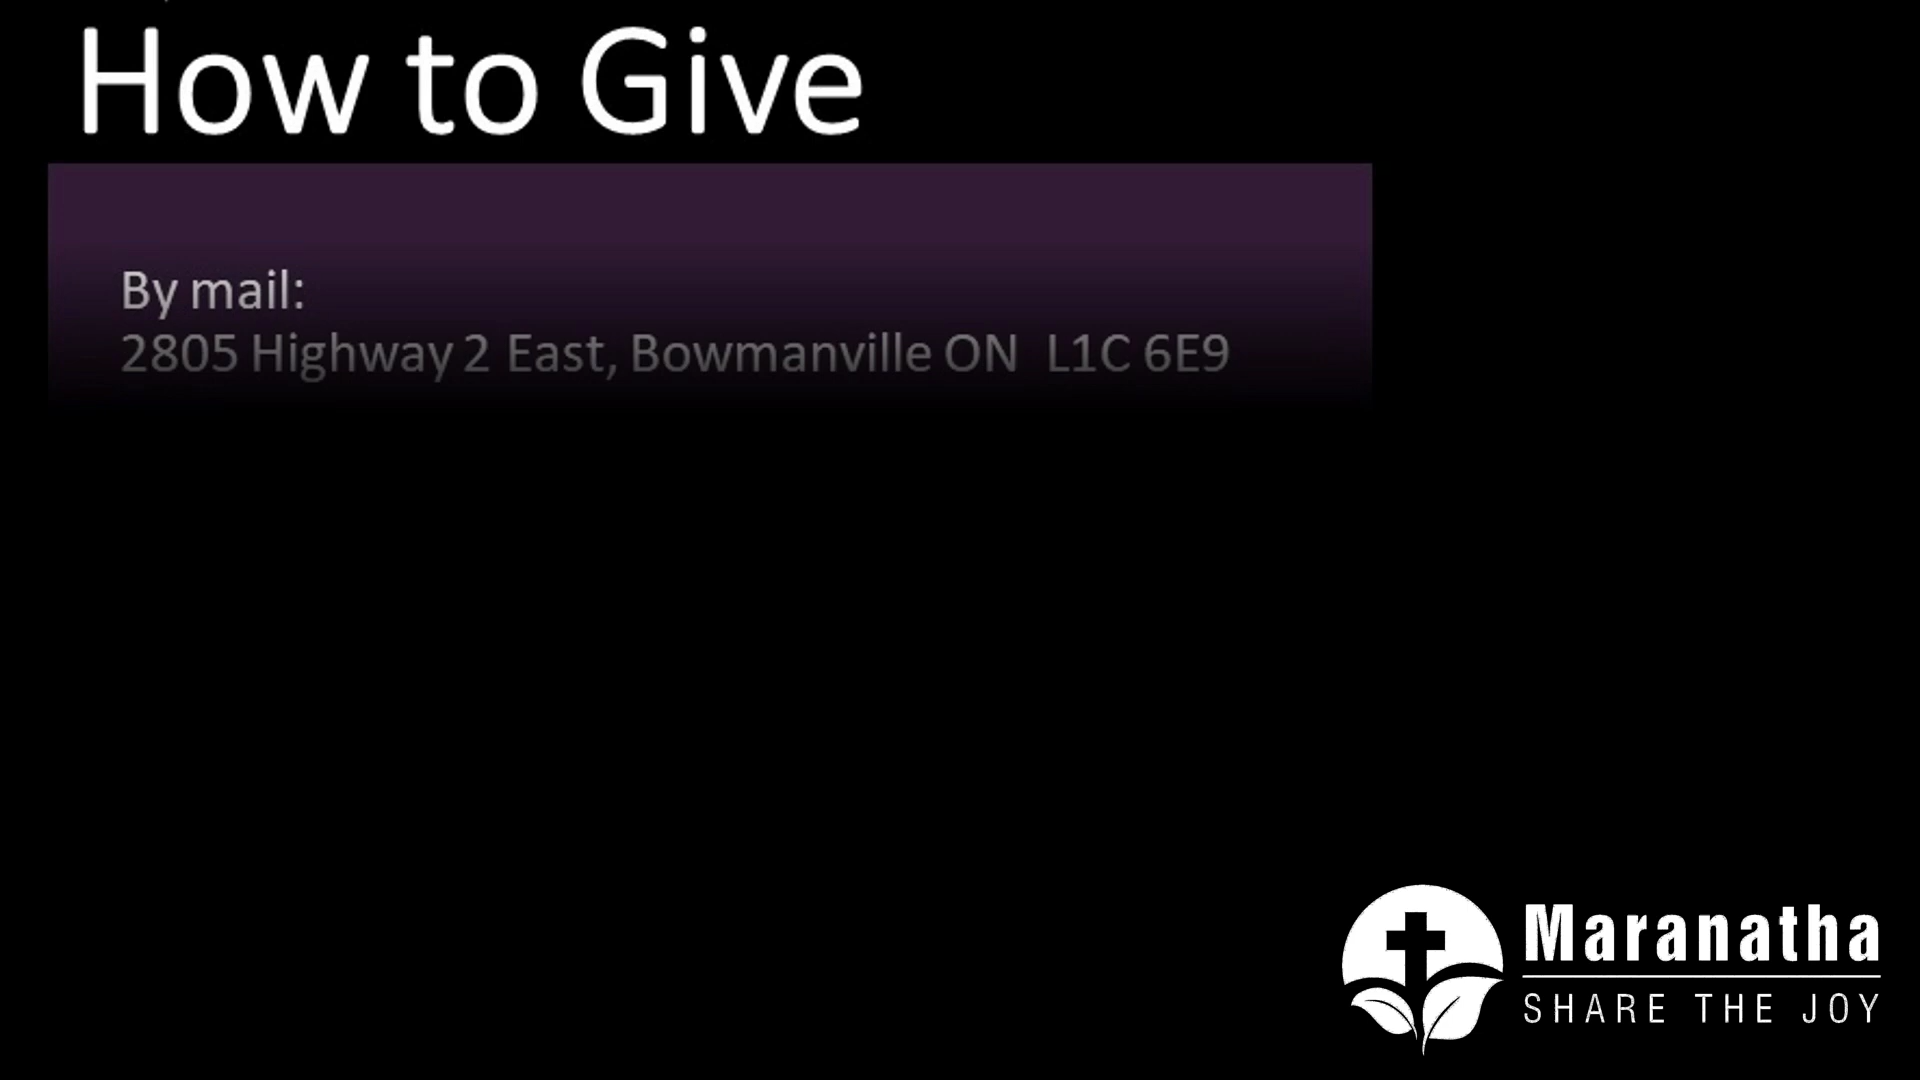 How to Give
By mail:
2805 Highway 2 East, Bowmanville ON  L1C 6E9
Maranatha
SHARE THE JOY